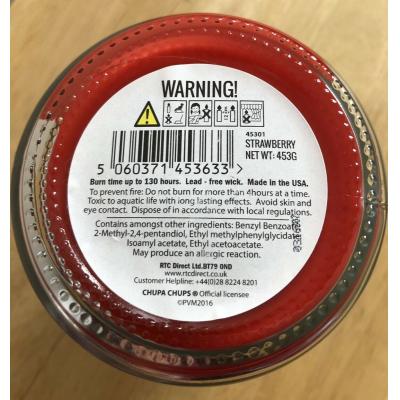 WARNING!
45301
STRAWBERRY
NET WT: 453G
5 060371 453633 >
Burn time up to 130 hours. Lead - free wick. Made in the USA.
To prevent fire: Do not burn for more than 4 hours at a time.
Toxic to aquatic life with long lasting effects. Avoid skin and
eye contact. Dispose of in accordance with local regulations.
Contains amongst other ingredients: Benzyl Benzoate,
2-Methyl-2,4-pentandiol, Ethyl methylphenylglycidate,
Isoamyl acetate, Ethyl acetoacetate.
May produce an allergic reaction.
RTC Direct Ltd.BT79 0ND
www.rtcdirect.co.uk
Customer Helpline: +44(0)28 8224 8201
CHUPA CHUPS ® Official licensee
©PVM2016